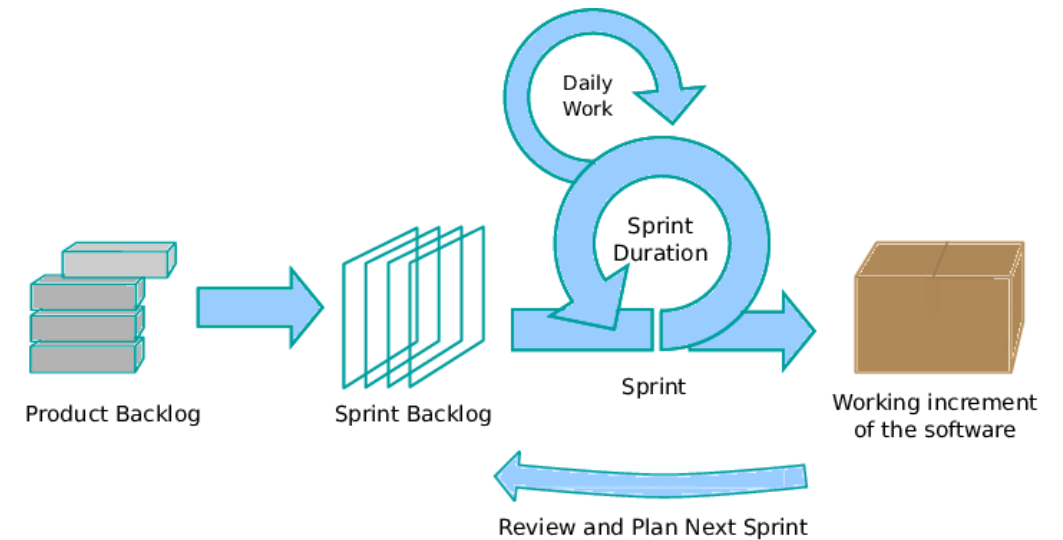 Daily
Work
Sprint
Duration
Product Backlog
Sprint Backlog
Sprint
Working increment
of the software
Review and Plan Next Sprint